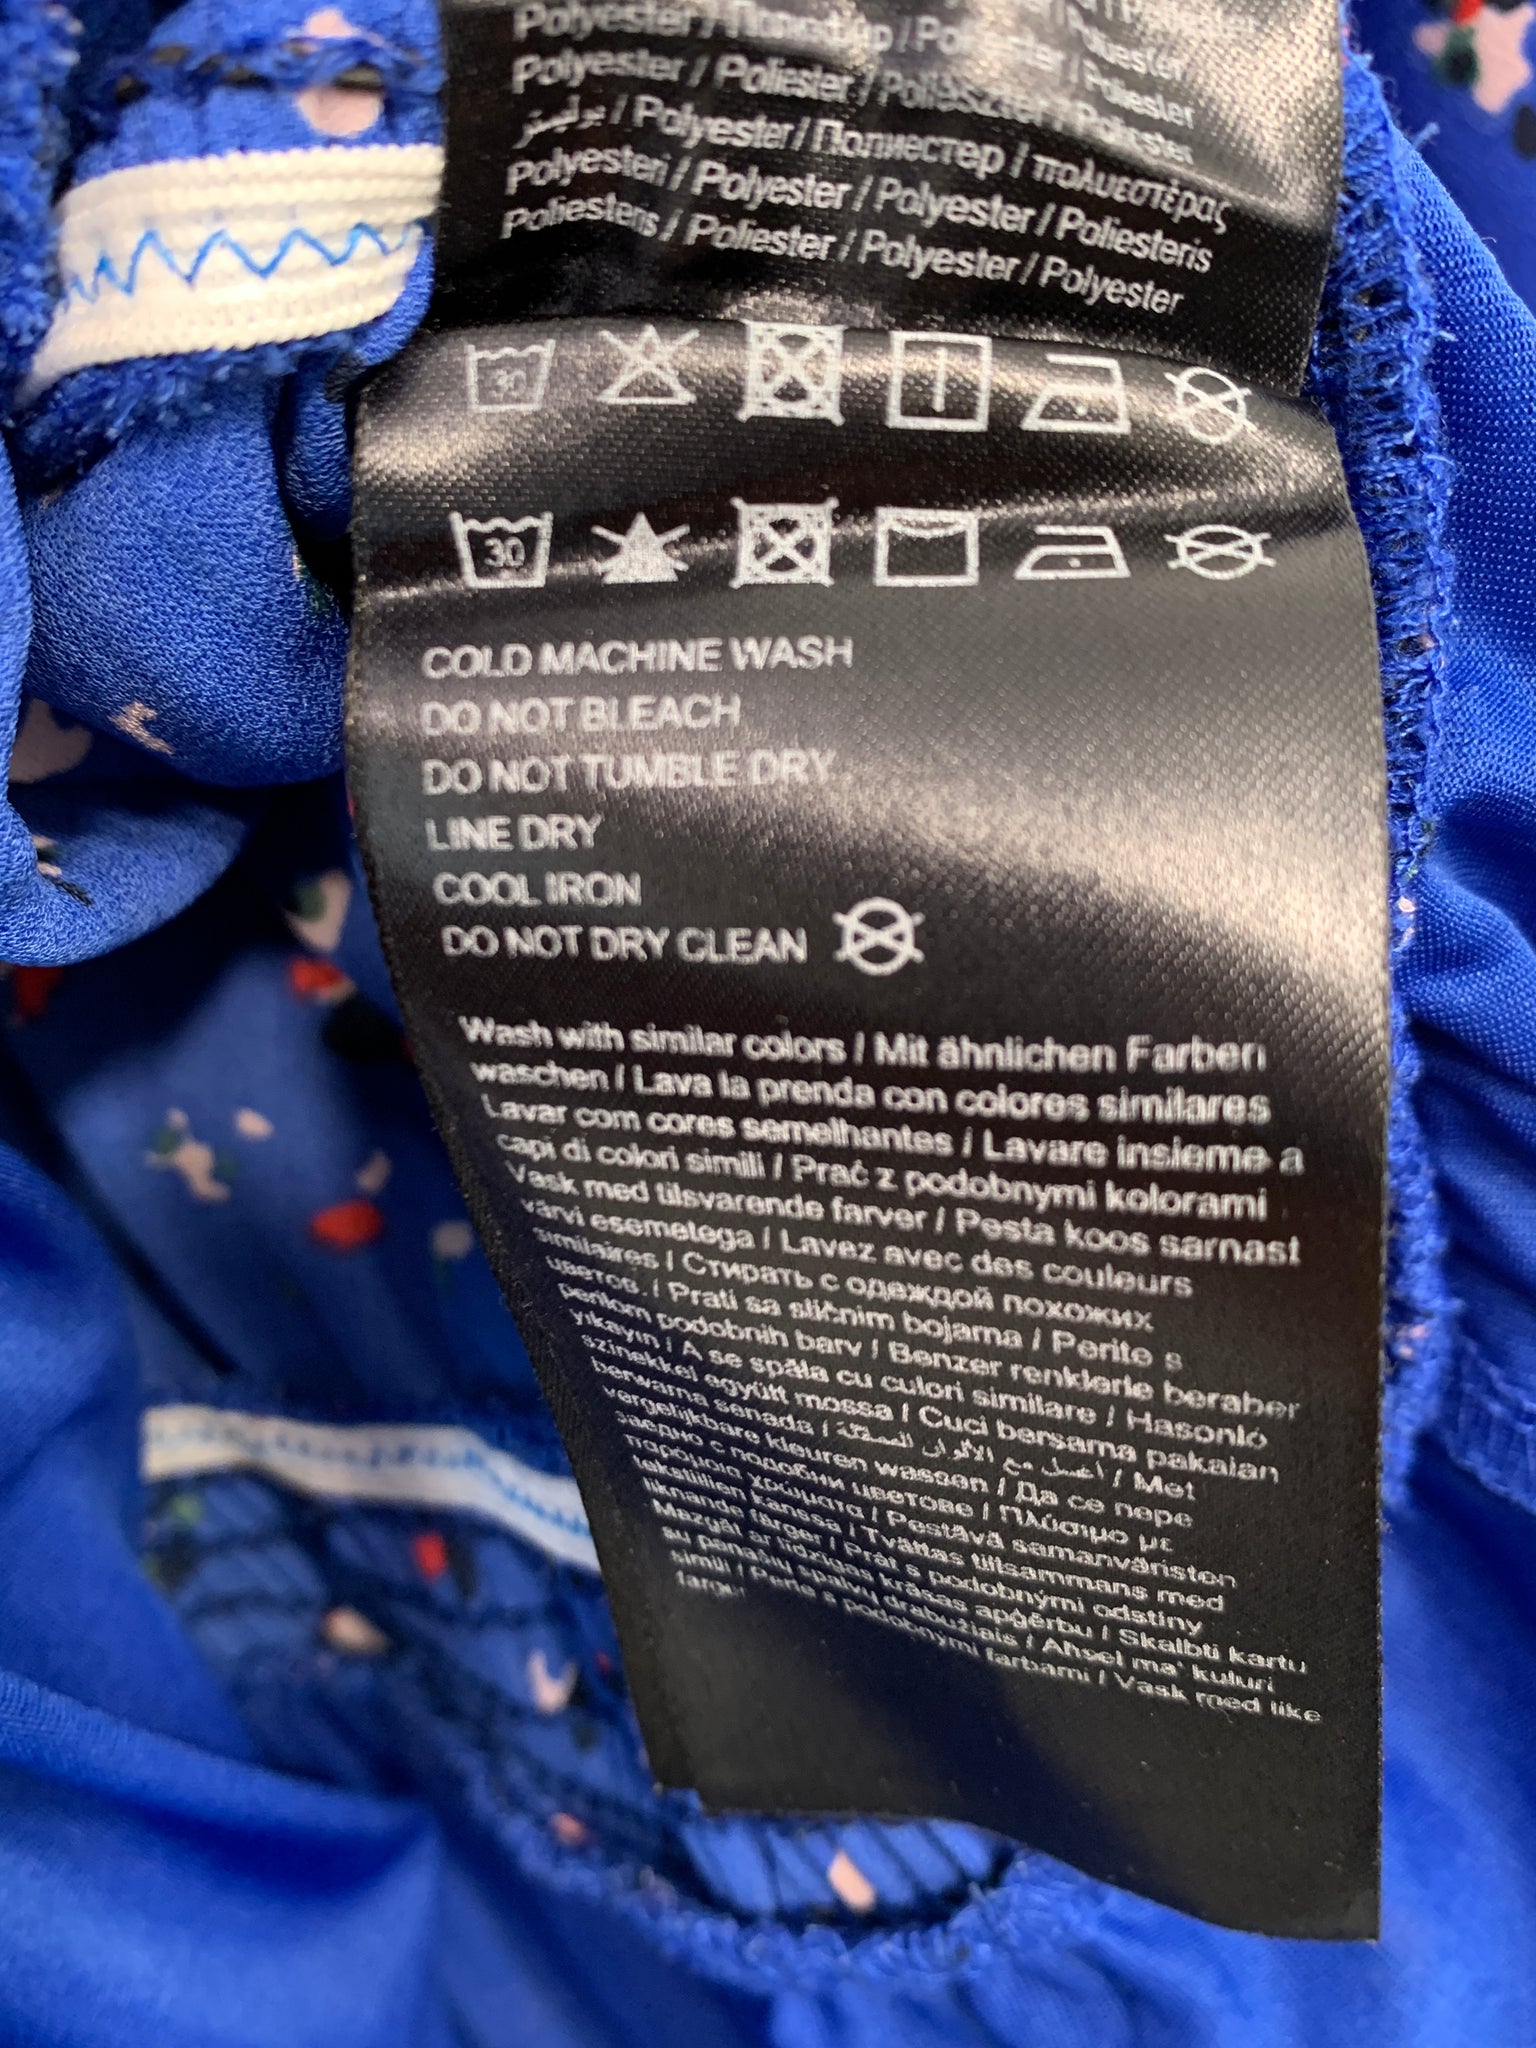 Polyester / Poliester /
Polyester / Полиестер / πολυεστέρας
Polyesteri / Polyester / Polyester / Poliesteris
Poliesteris / Poliester / Polyester / Polyester
30
30
COLD MACHINE WASH
DO NOT BLEACH
DO NOT TUMBLE DRY
LINE DRY
COOL IRON
DO NOT DRY CLEAN
Wash with similar colors / Mit ähnlichen Farben
waschen / Lava la prenda con colores similares
Lavar com cores semelhantes / Lavare insieme a
capi di colori simili / Prać z podobnymi kolorami
Vask med tilsvarende farver / Pesta koos sarnast
värvi esemetega / Lavez avec des couleurs
similaires / Стирать с одеждой похожих
цветов. / Prati sa sličnim bojama / Perite s
perilom podobnih barv / Benzer renklerle beraber
yıkayın / A se spăla cu culori similare / Hasonló
színekkel együtt mossa / Cuci bersama pakaian
berwarna senada / اغسل مع الألوان المماثلة / Met
vergelijkbare kleuren wassen / Да се пере
заедно с подобни цветове / Πλύσιμο με
παρόμοια χρώματα / Pestävä samanväristen
tekstiilien kanssa / Tvättas tillsammans med
liknande färger / Prát s podobnými odstíny
Mazgāt ar līdzīgas krāsas apģērbu / Skalbti kartu
su panašių spalvų drabužiais / Aħsel ma' kuluri
simili / Perte s podobnými farbami / Vask med like
farger